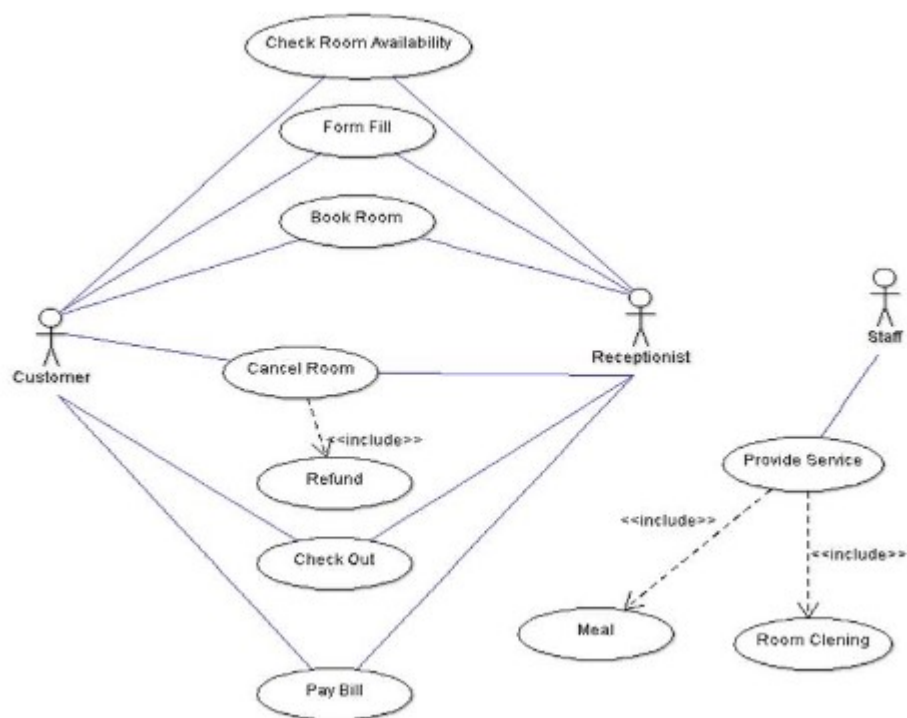 Check Room Availability
Form Fill
Book Room
Customer
Receptionist
Staff
Cancel Room
<<include>>
Refund
Provide Service
<<include>>
<<include>>
Check Out
Meal
Room Clening
Pay Bill